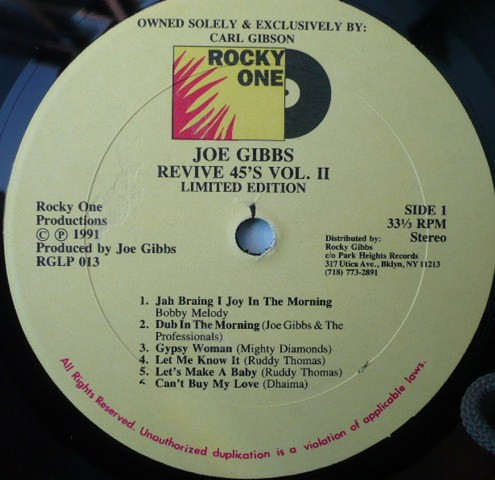 OWNED SOLELY & EXCLUSIVELY BY:
CARL GIBSON
ROCKY
ONE
JOE GIBBS
REVIVE 45'S VOL. II
LIMITED EDITION
Rocky One
Productions
© ℗ 1991
Produced by Joe Gibbs
RGLP 013
SIDE 1
33⅓ RPM
Stereo
Distributed by:
Rocky Gibbs
c/o Park Heights Records
317 Utica Ave., Bklyn, NY 11213
(718) 773-2891
1. Jah Braing I Joy In The Morning
Bobby Melody
2. Dub In The Morning (Joe Gibbs & The
Professionals)
3. Gypsy Woman (Mighty Diamonds)
4. Let Me Know It (Ruddy Thomas)
5. Let's Make A Baby (Ruddy Thomas)
6. Can't Buy My Love (Dhaima)
All Rights Reserved. Unauthorized duplication is a violation of applicable laws.